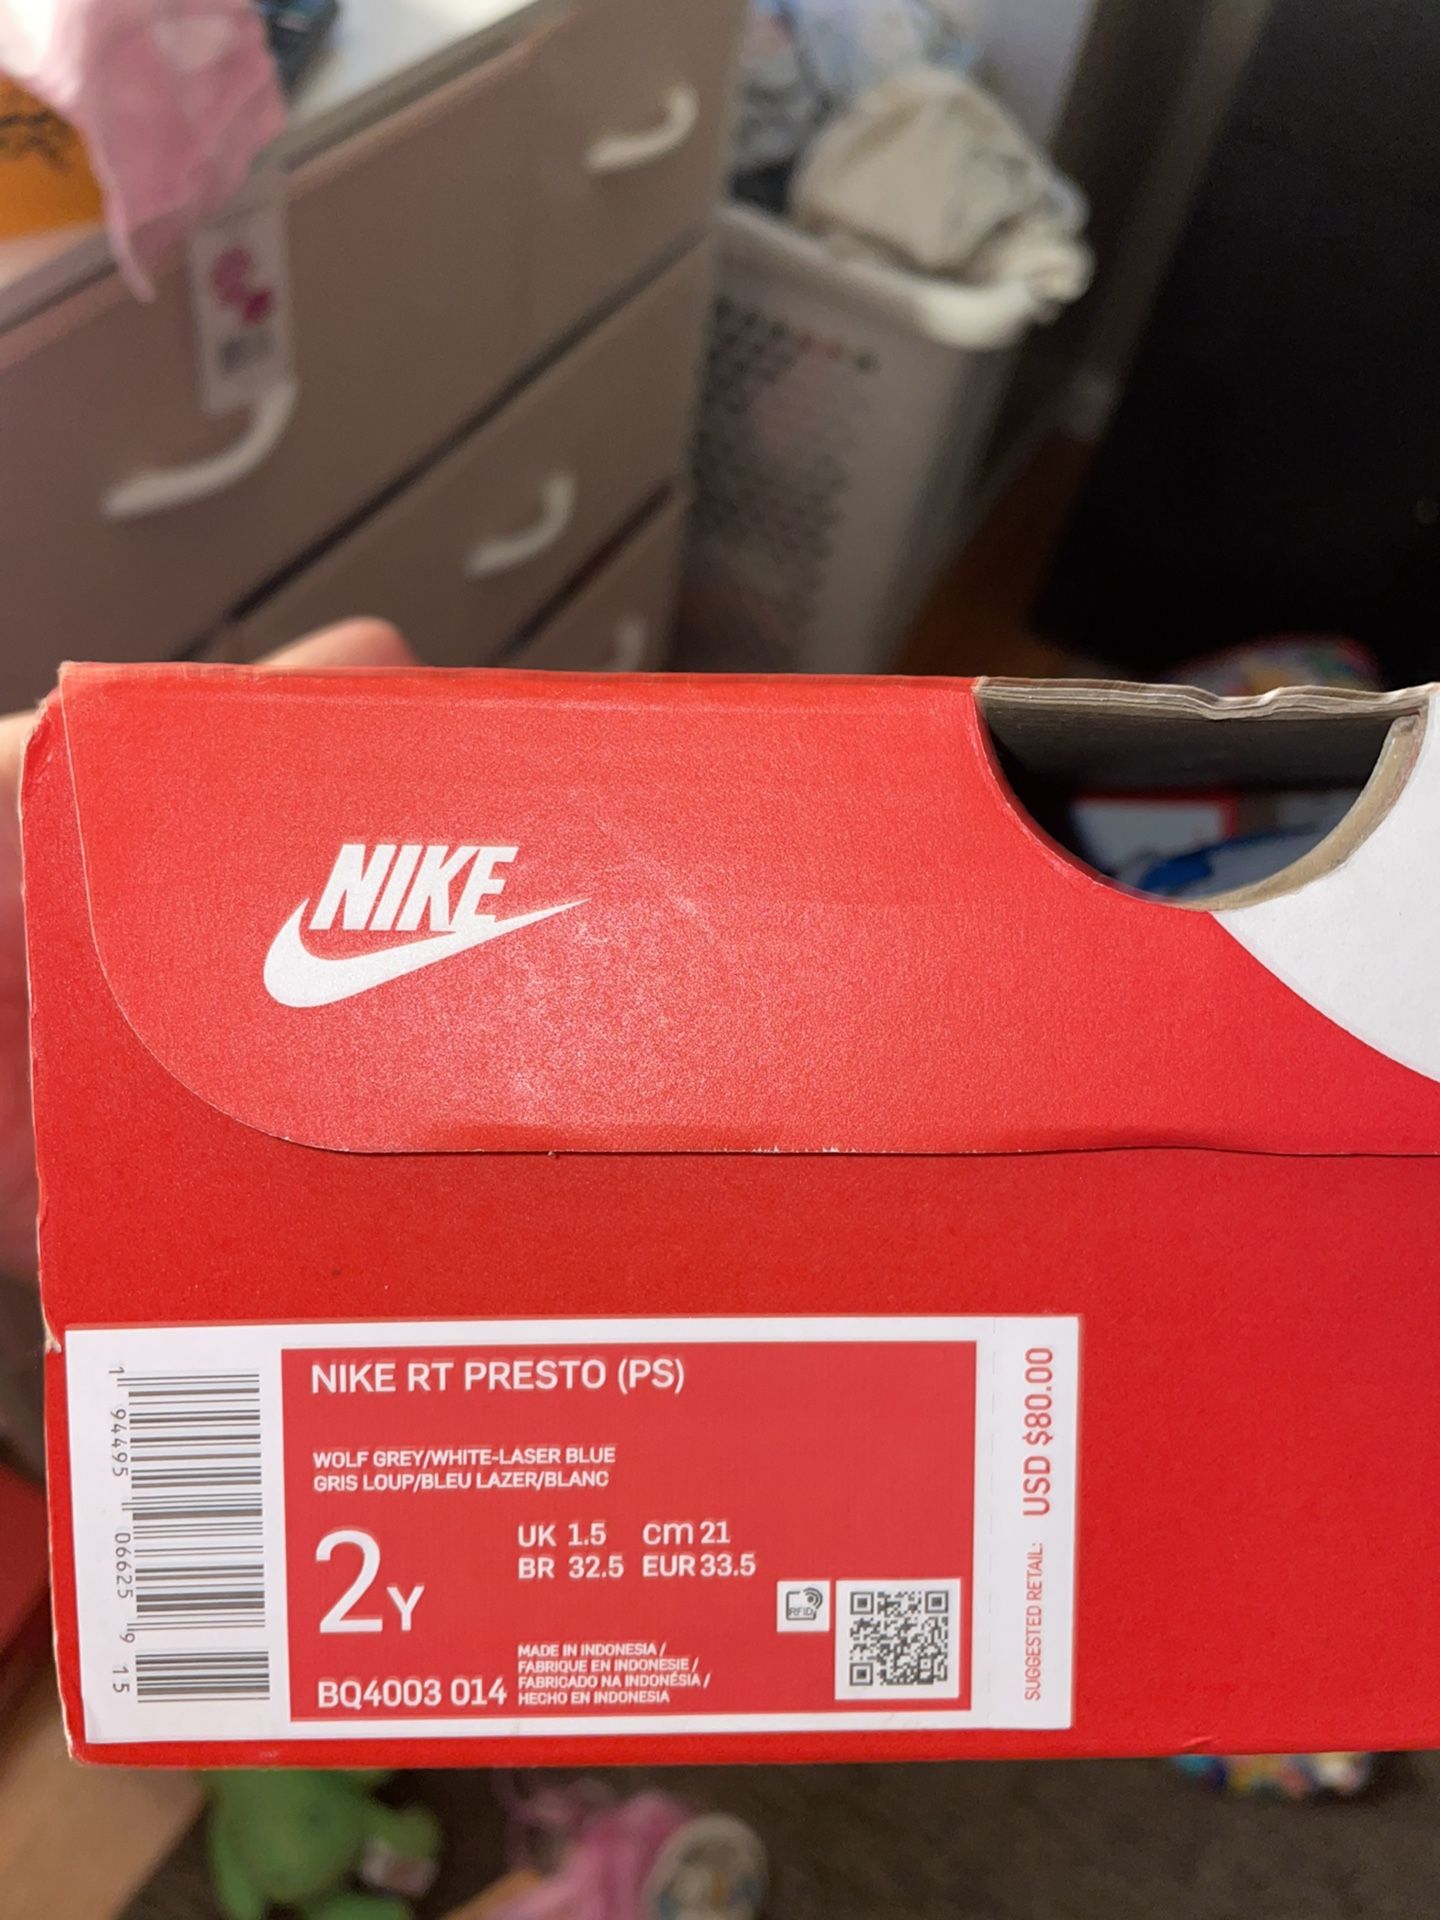 NIKE
NIKE RT PRESTO (PS)
WOLF GREY/WHITE-LASER BLUE
GRIS LOUP/BLEU LAZER/BLANC
2Y
UK 1.5 cm 21
BR 32.5 EUR 33.5
RFID
MADE IN INDONESIA /
FABRIQUE EN INDONESIE /
FABRICADO NA INDONÉSIA /
HECHO EN INDONESIA
BQ4003 014
1 94495 06625 9 15
SUGGESTED RETAIL: USD $80.00